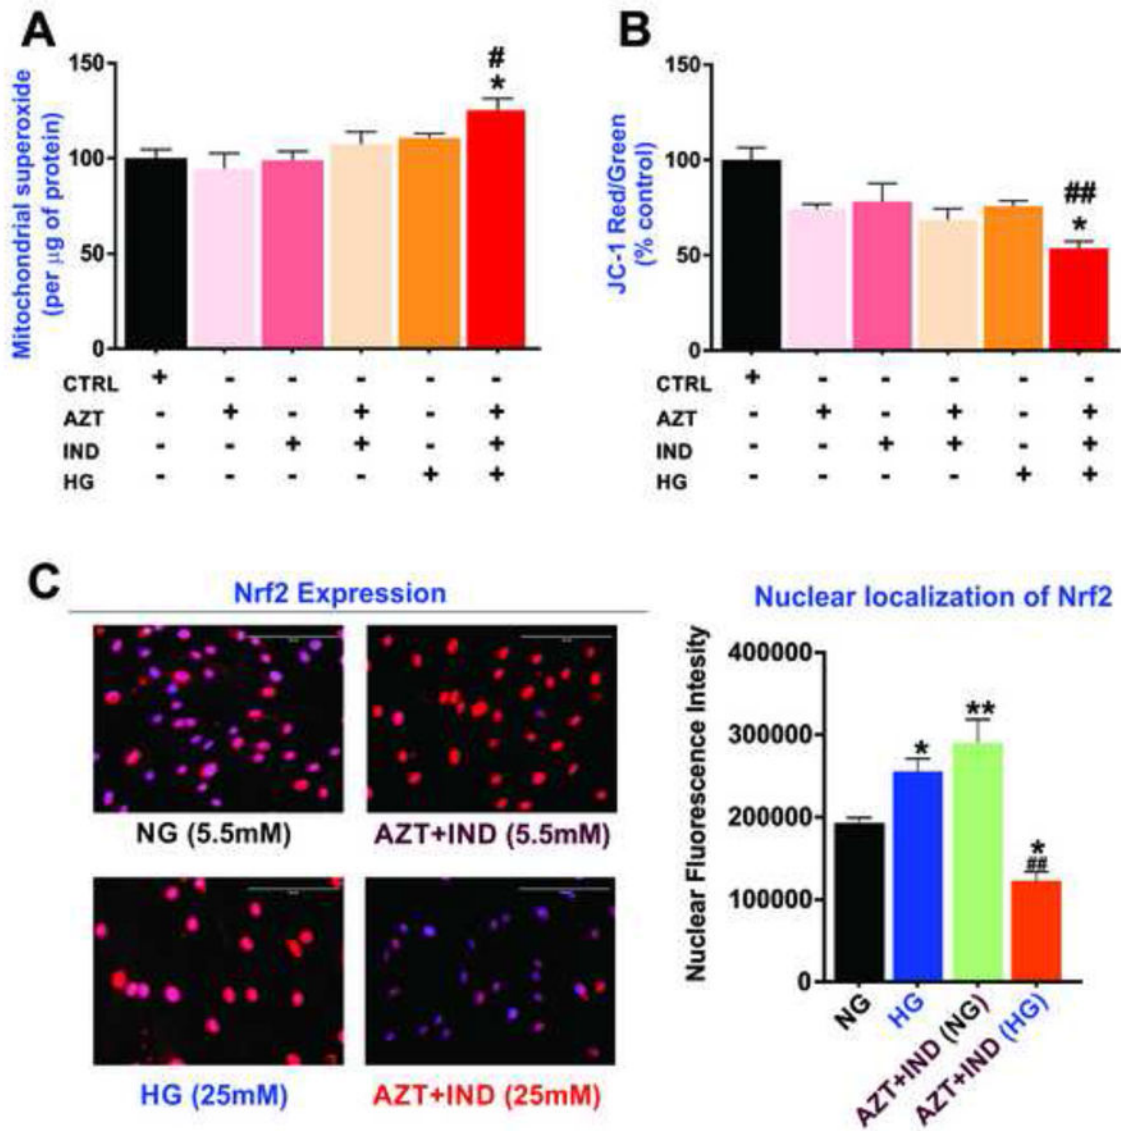 A
Mitochondrial superoxide
(per µg of protein)
150
100
50
0
#
*
CTRL + - - - - -
AZT - + - + - +
IND - - + + - +
HG - - - - + +
B
JC-1 Red/Green
(% control)
150
100
50
0
##
*
CTRL + - - - - -
AZT - + - + - +
IND - - + + - +
HG - - - - + +
C
Nrf2 Expression
NG (5.5mM)
AZT+IND (5.5mM)
HG (25mM)
AZT+IND (25mM)
Nuclear localization of Nrf2
Nuclear Fluorescence Intesity
400000
300000
200000
100000
0
*
**
*
##
NG
HG
AZT+IND (NG)
AZT+IND (HG)